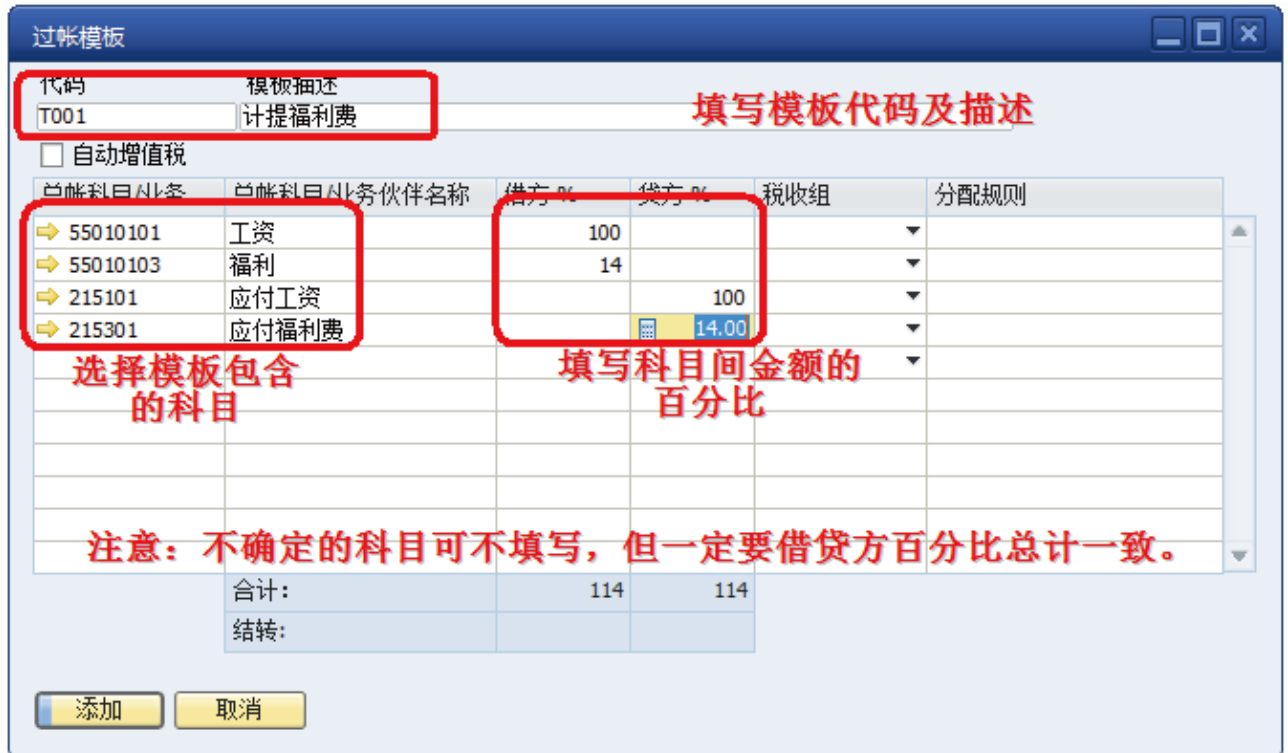 过帐模板
代码 模板描述
T001 计提福利费
填写模板代码及描述
自动增值税
总帐科目/业务 总帐科目/业务伙伴名称 借方 % 贷方 % 税收组 分配规则
55010101 工资 100
55010103 福利 14
215101 应付工资 100
215301 应付福利费 14.00
选择模板包含 填写科目间金额的
的科目 百分比
注意：不确定的科目可不填写，但一定要借贷方百分比总计一致。
合计: 114 114
结转:
添加 取消